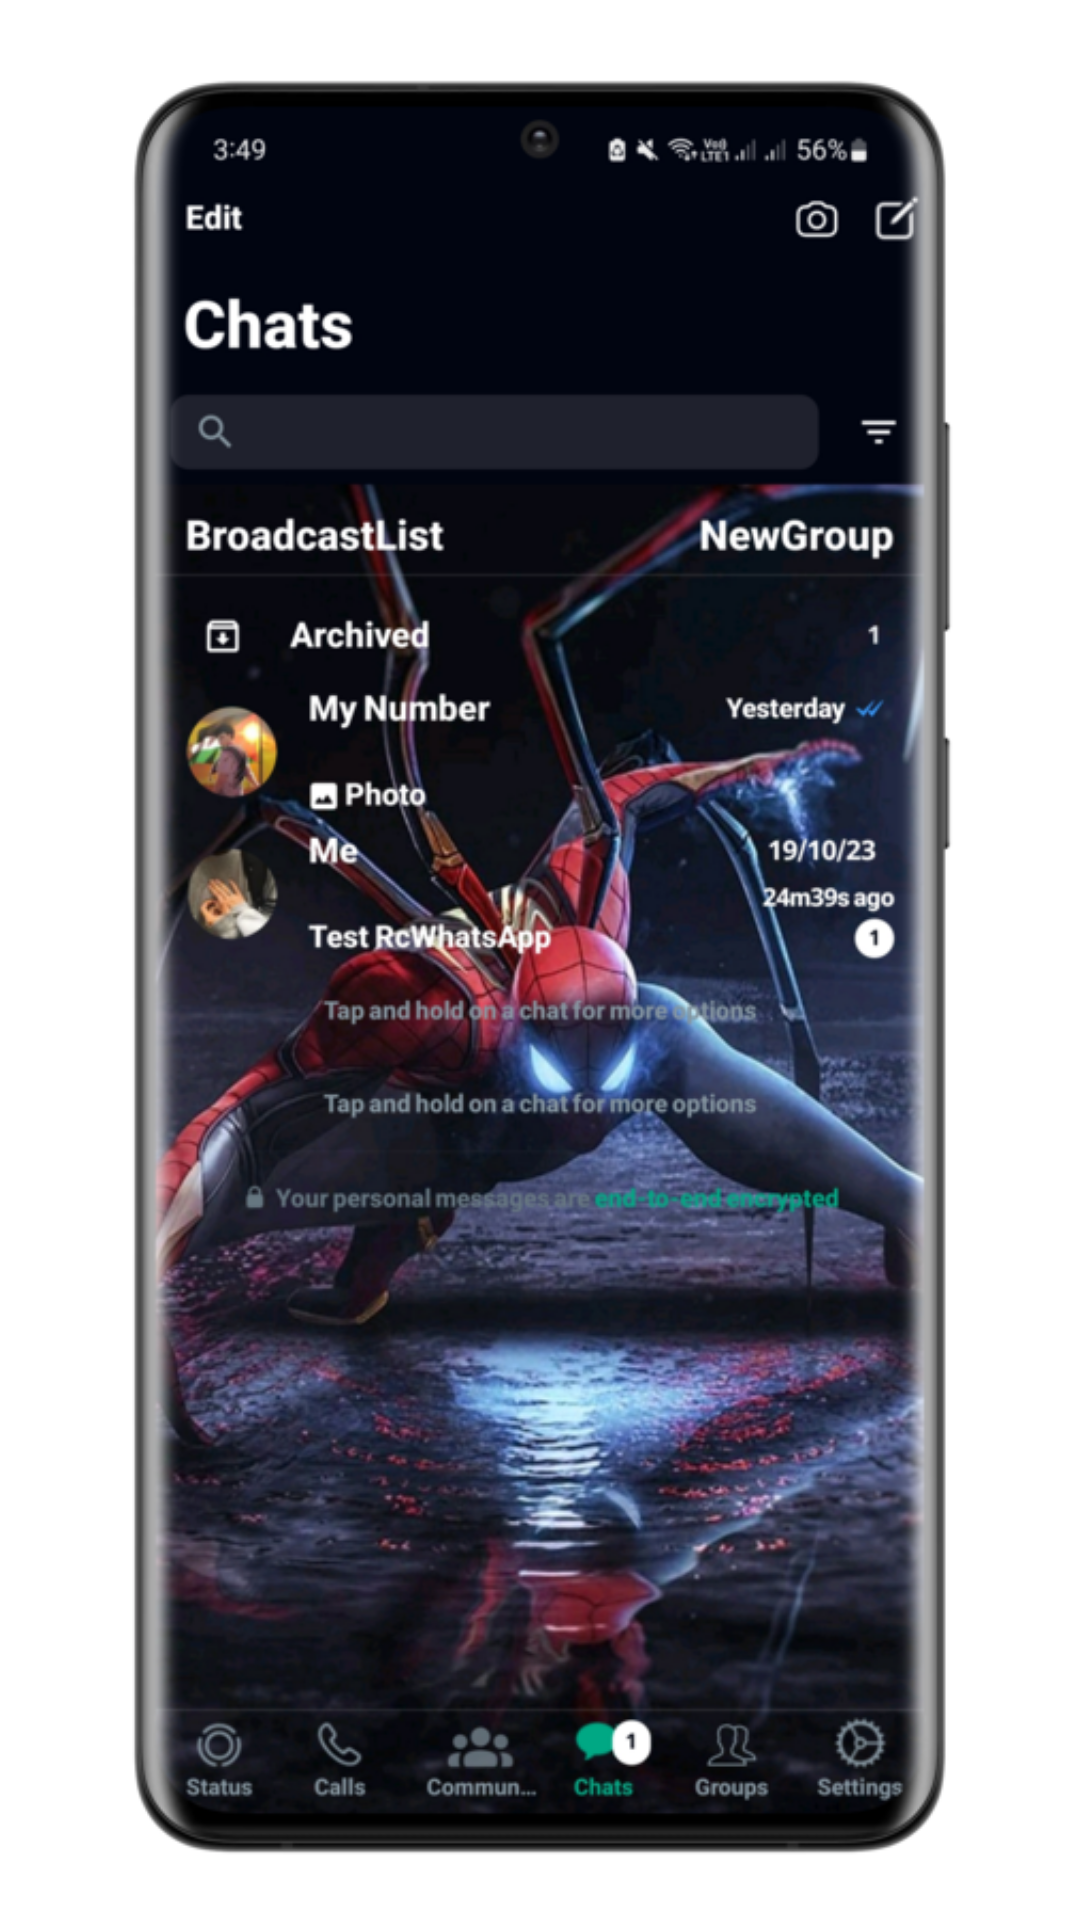 3:49
Vo)) LTE1 56%
Edit
Chats
BroadcastList NewGroup
Archived 1
My Number Yesterday
Photo
Me 19/10/23
24m39s ago
Test RcWhatsApp 1
Tap and hold on a chat for more options
Tap and hold on a chat for more options
Your personal messages are end-to-end encrypted
1
Status Calls Commun... Chats Groups Settings